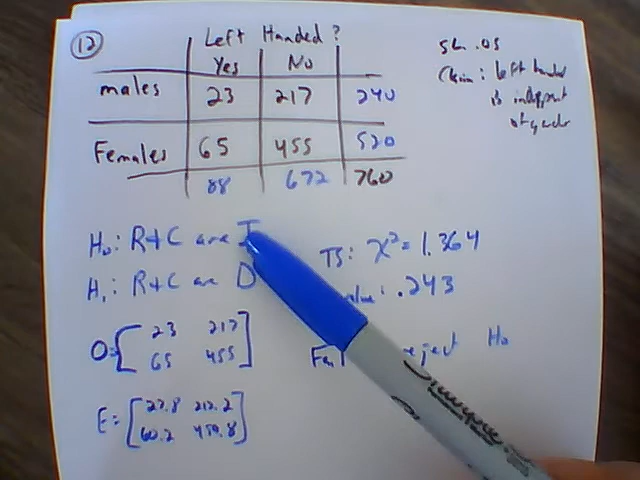 12
Left Handed?
Yes No
males 23 217 240
Females 65 455 520
88 672 760
SL .05
Claim: left handed
is independent
of gender
H₀: R+C are I
H₁: R+C are D
TS: χ²= 1.364
.243
reject H₀
O=[23 217
65 455]
E=[27.8 212.2
60.2 459.8]
Sharpie